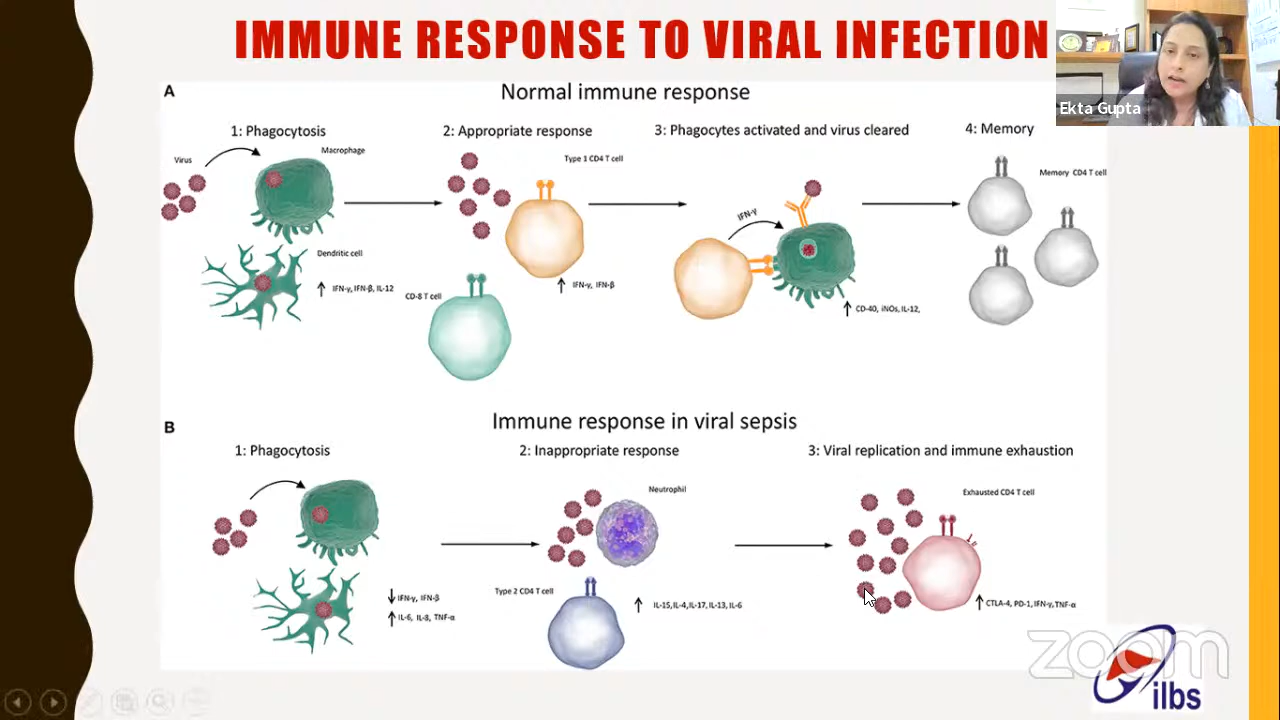 IMMUNE RESPONSE TO VIRAL INFECTION
Ekta Gupta
A
Normal immune response
1: Phagocytosis
2: Appropriate response
3: Phagocytes activated and virus cleared
4: Memory
Virus
Macrophage
Type 1 CD4 T cell
Memory CD4 T cell
IFN-γ
Dendritic cell
IFN-γ, IFN-β, IL-12
CD-8 T cell
IFN-γ, IFN-β
CD-40, iNOs, IL-12,
B
Immune response in viral sepsis
1: Phagocytosis
2: Inappropriate response
3: Viral replication and immune exhaustion
Neutrophil
Exhausted CD4 T cell
Type 2 CD4 T cell
IFN-γ, IFN-β
IL-6, IL-8, TNF-α
IL-15, IL-4, IL-17, IL-13, IL-6
CTLA-4, PD-1, IFN-γ, TNF-α
zoom
ilbs